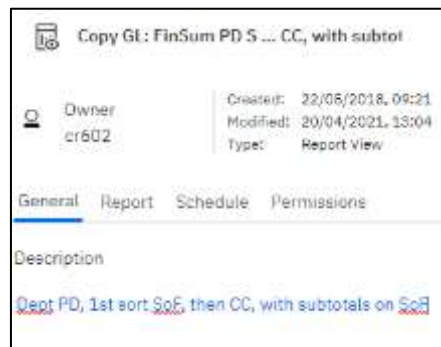 Copy GL: FinSum PD S ... CC, with subtot
Owner
cr602
Created: 22/05/2018, 09:21
Modified: 20/04/2021, 13:04
Type: Report View
General Report Schedule Permissions
Description
Dept PD, 1st sort SoF, then CC, with subtotals on SoF